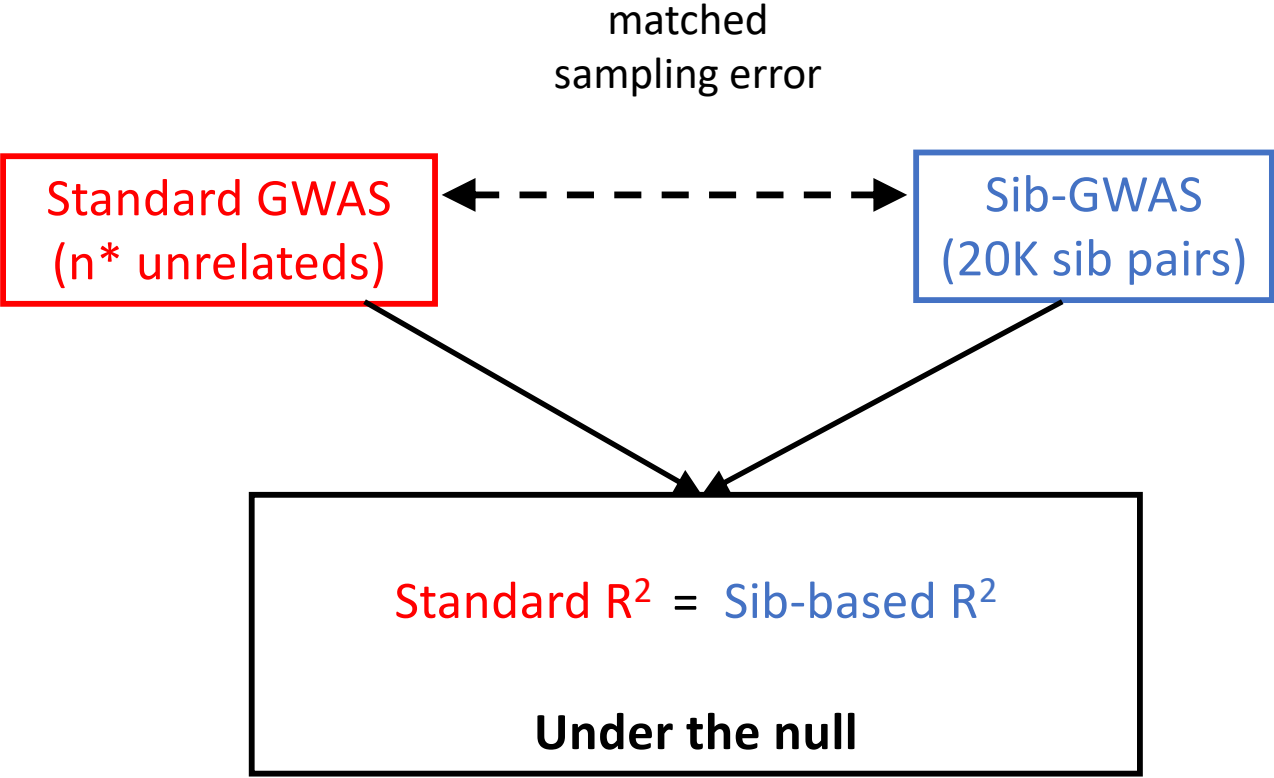 matched
sampling error
Standard GWAS
(n* unrelateds)
Sib-GWAS
(20K sib pairs)
Standard R² = Sib-based R²
Under the null